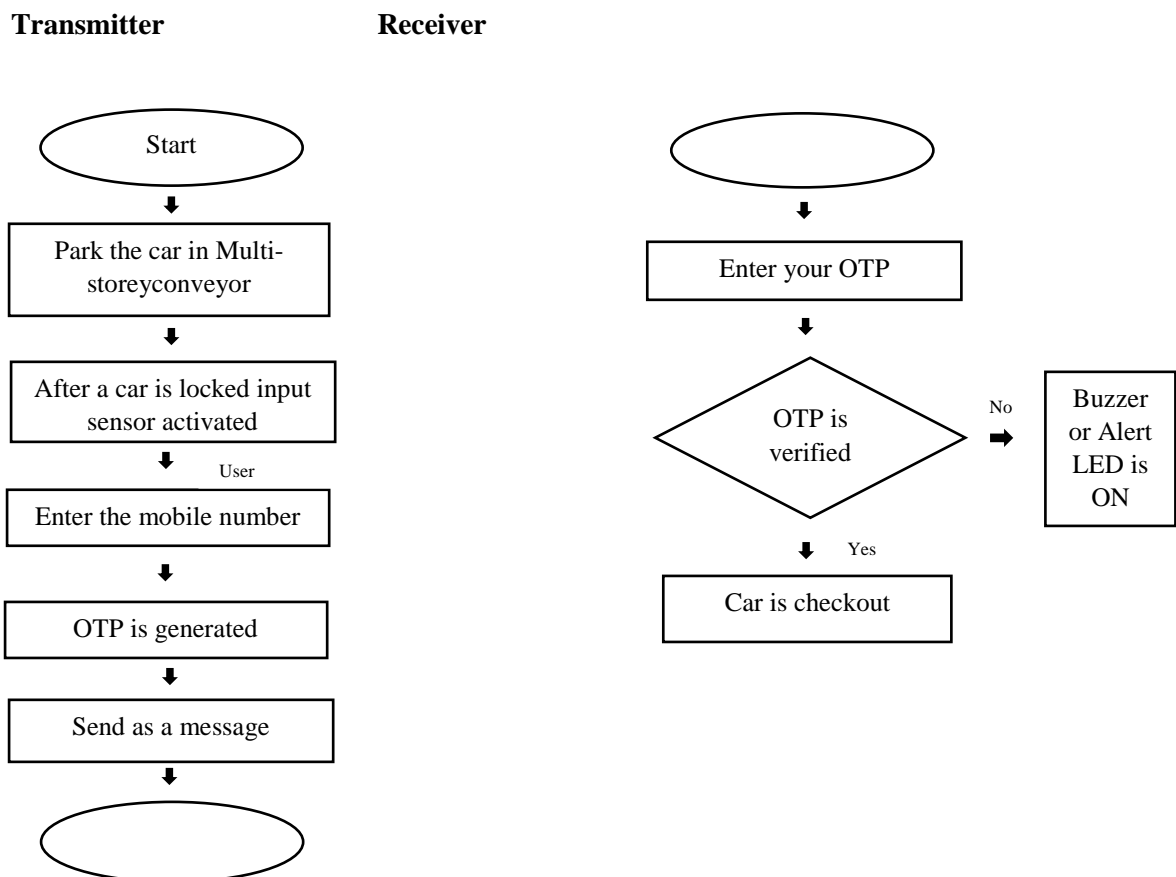 Transmitter
Receiver
Start
Park the car in Multi-
storeyconveyor
After a car is locked input
sensor activated
User
Enter the mobile number
OTP is generated
Send as a message
Enter your OTP
OTP is
verified
No
Buzzer
or Alert
LED is
ON
Yes
Car is checkout